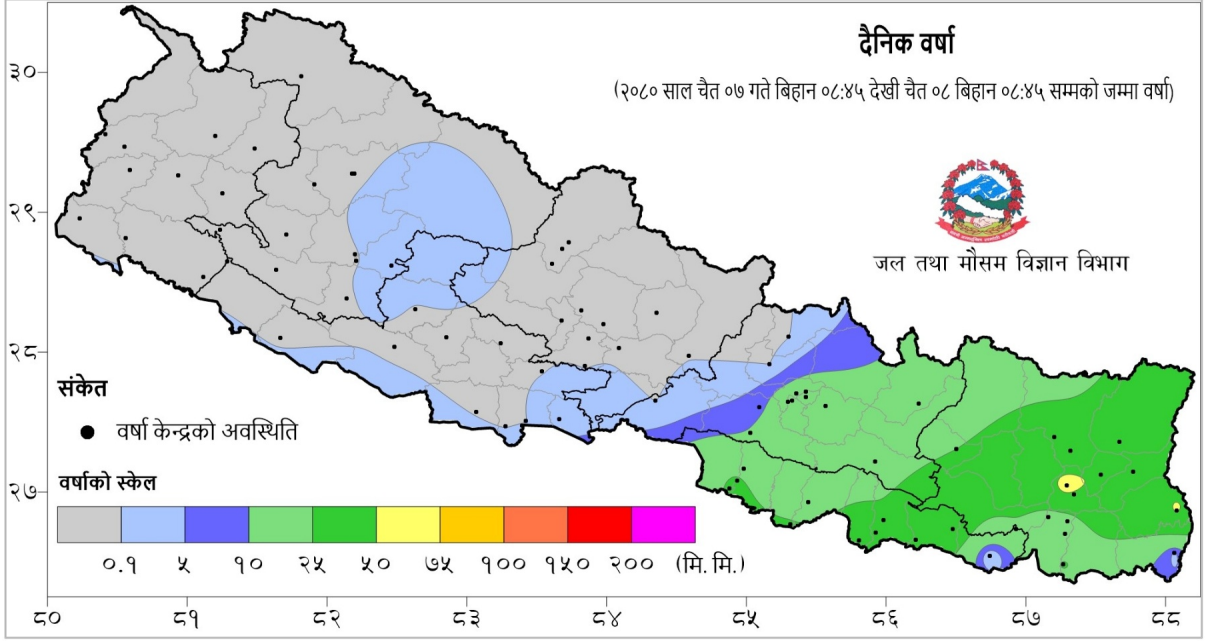 दैनिक वर्षा
(२०८० साल चैत ०७ गते बिहान ०८:४५ देखी चैत ०८ बिहान ०८:४५ सम्मको जम्मा वर्षा)
जल तथा मौसम विज्ञान विभाग
३०
२९
२८
२७
संकेत
वर्षा केन्द्रको अवस्थिति
वर्षाको स्केल
०.१ ५ १० २५ ५० ७५ १०० १५० २०० (मि. मि.)
८० ८१ ८२ ८३ ८४ ८५ ८६ ८७ ८८